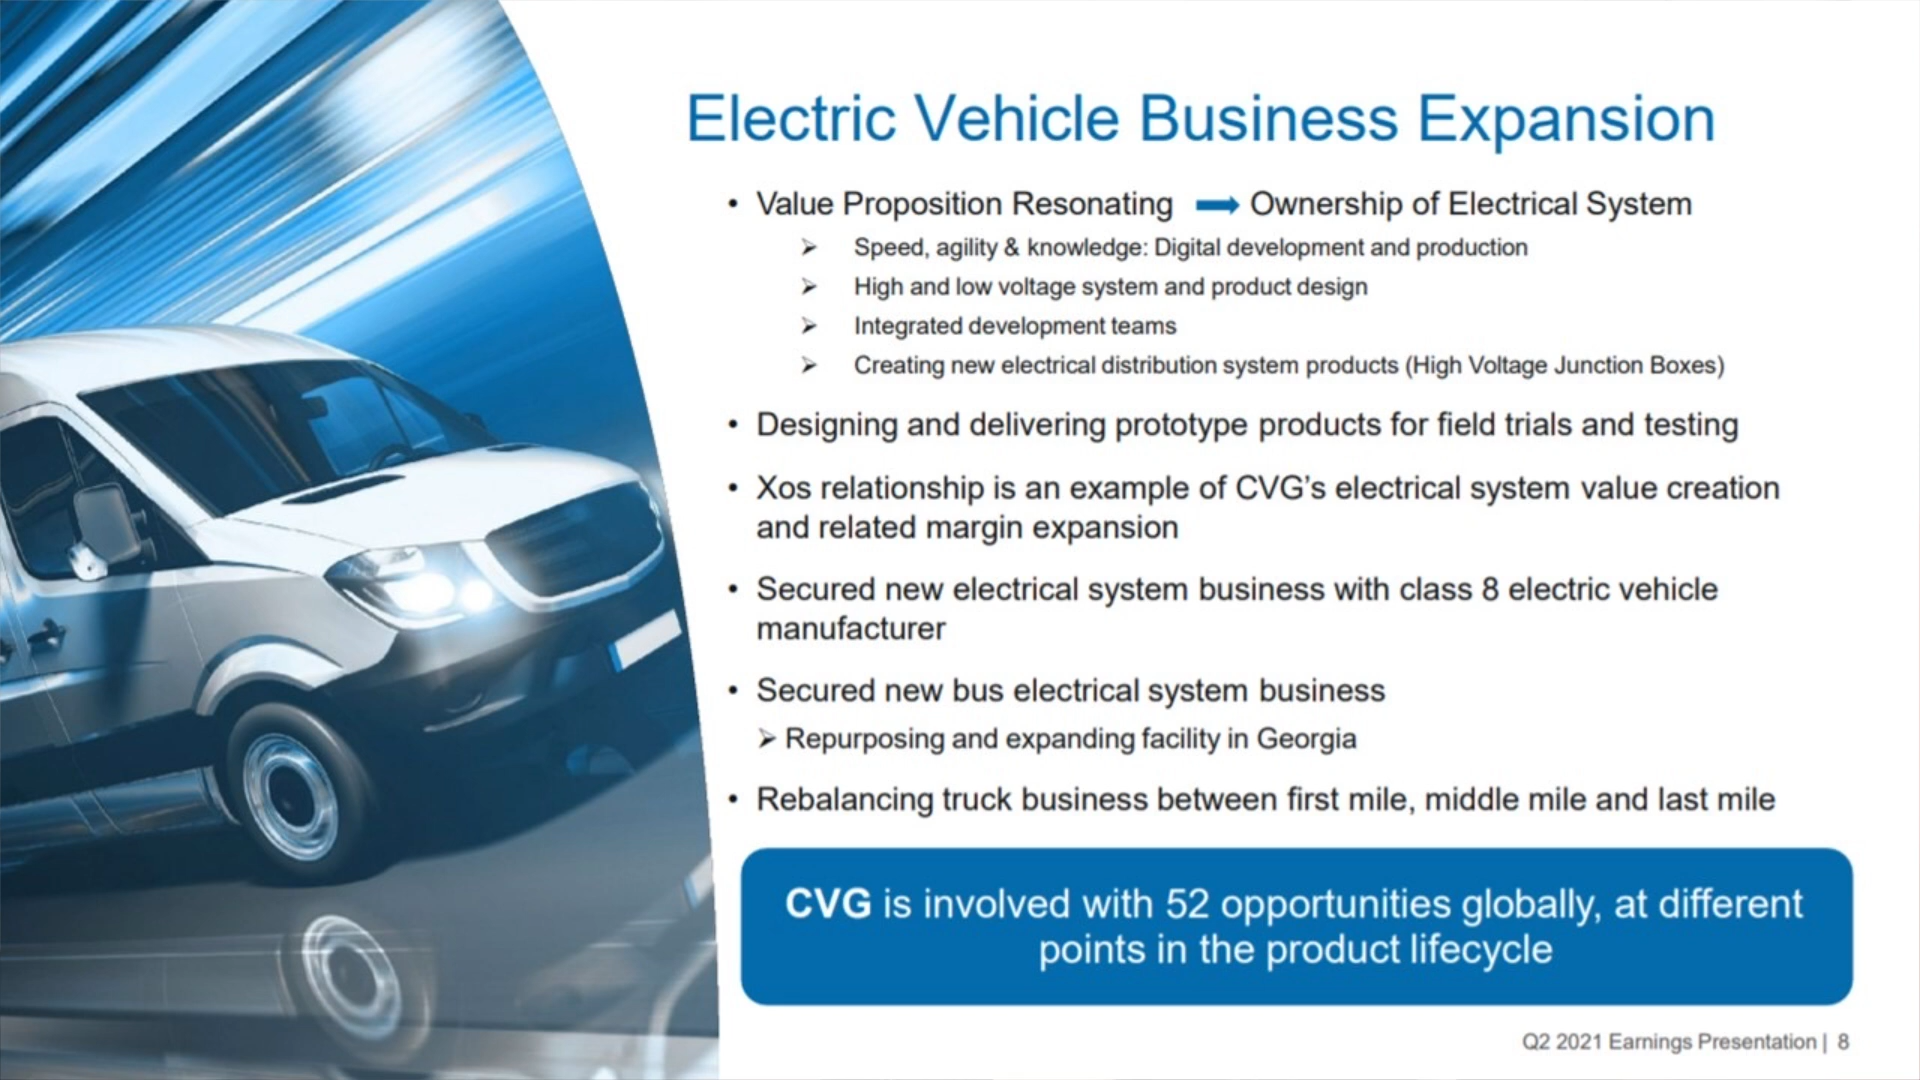 Electric Vehicle Business Expansion
• Value Proposition Resonating ➡ Ownership of Electrical System
➢ Speed, agility & knowledge: Digital development and production
➢ High and low voltage system and product design
➢ Integrated development teams
➢ Creating new electrical distribution system products (High Voltage Junction Boxes)
• Designing and delivering prototype products for field trials and testing
• Xos relationship is an example of CVG’s electrical system value creation
and related margin expansion
• Secured new electrical system business with class 8 electric vehicle
manufacturer
• Secured new bus electrical system business
➢ Repurposing and expanding facility in Georgia
• Rebalancing truck business between first mile, middle mile and last mile
CVG is involved with 52 opportunities globally, at different
points in the product lifecycle
Q2 2021 Earnings Presentation | 8